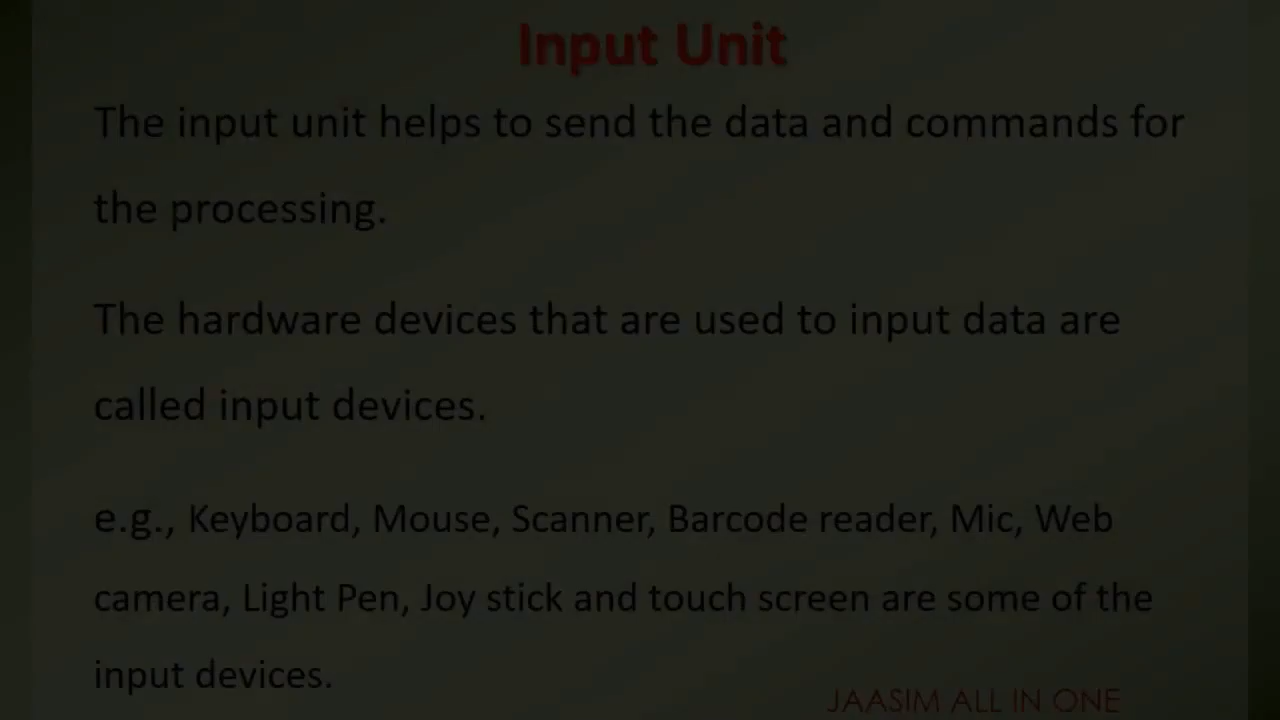 Input Unit
The input unit helps to send the data and commands for
the processing.
The hardware devices that are used to input data are
called input devices.
e.g., Keyboard, Mouse, Scanner, Barcode reader, Mic, Web
camera, Light Pen, Joy stick and touch screen are some of the
input devices.
JAASIM ALL IN ONE